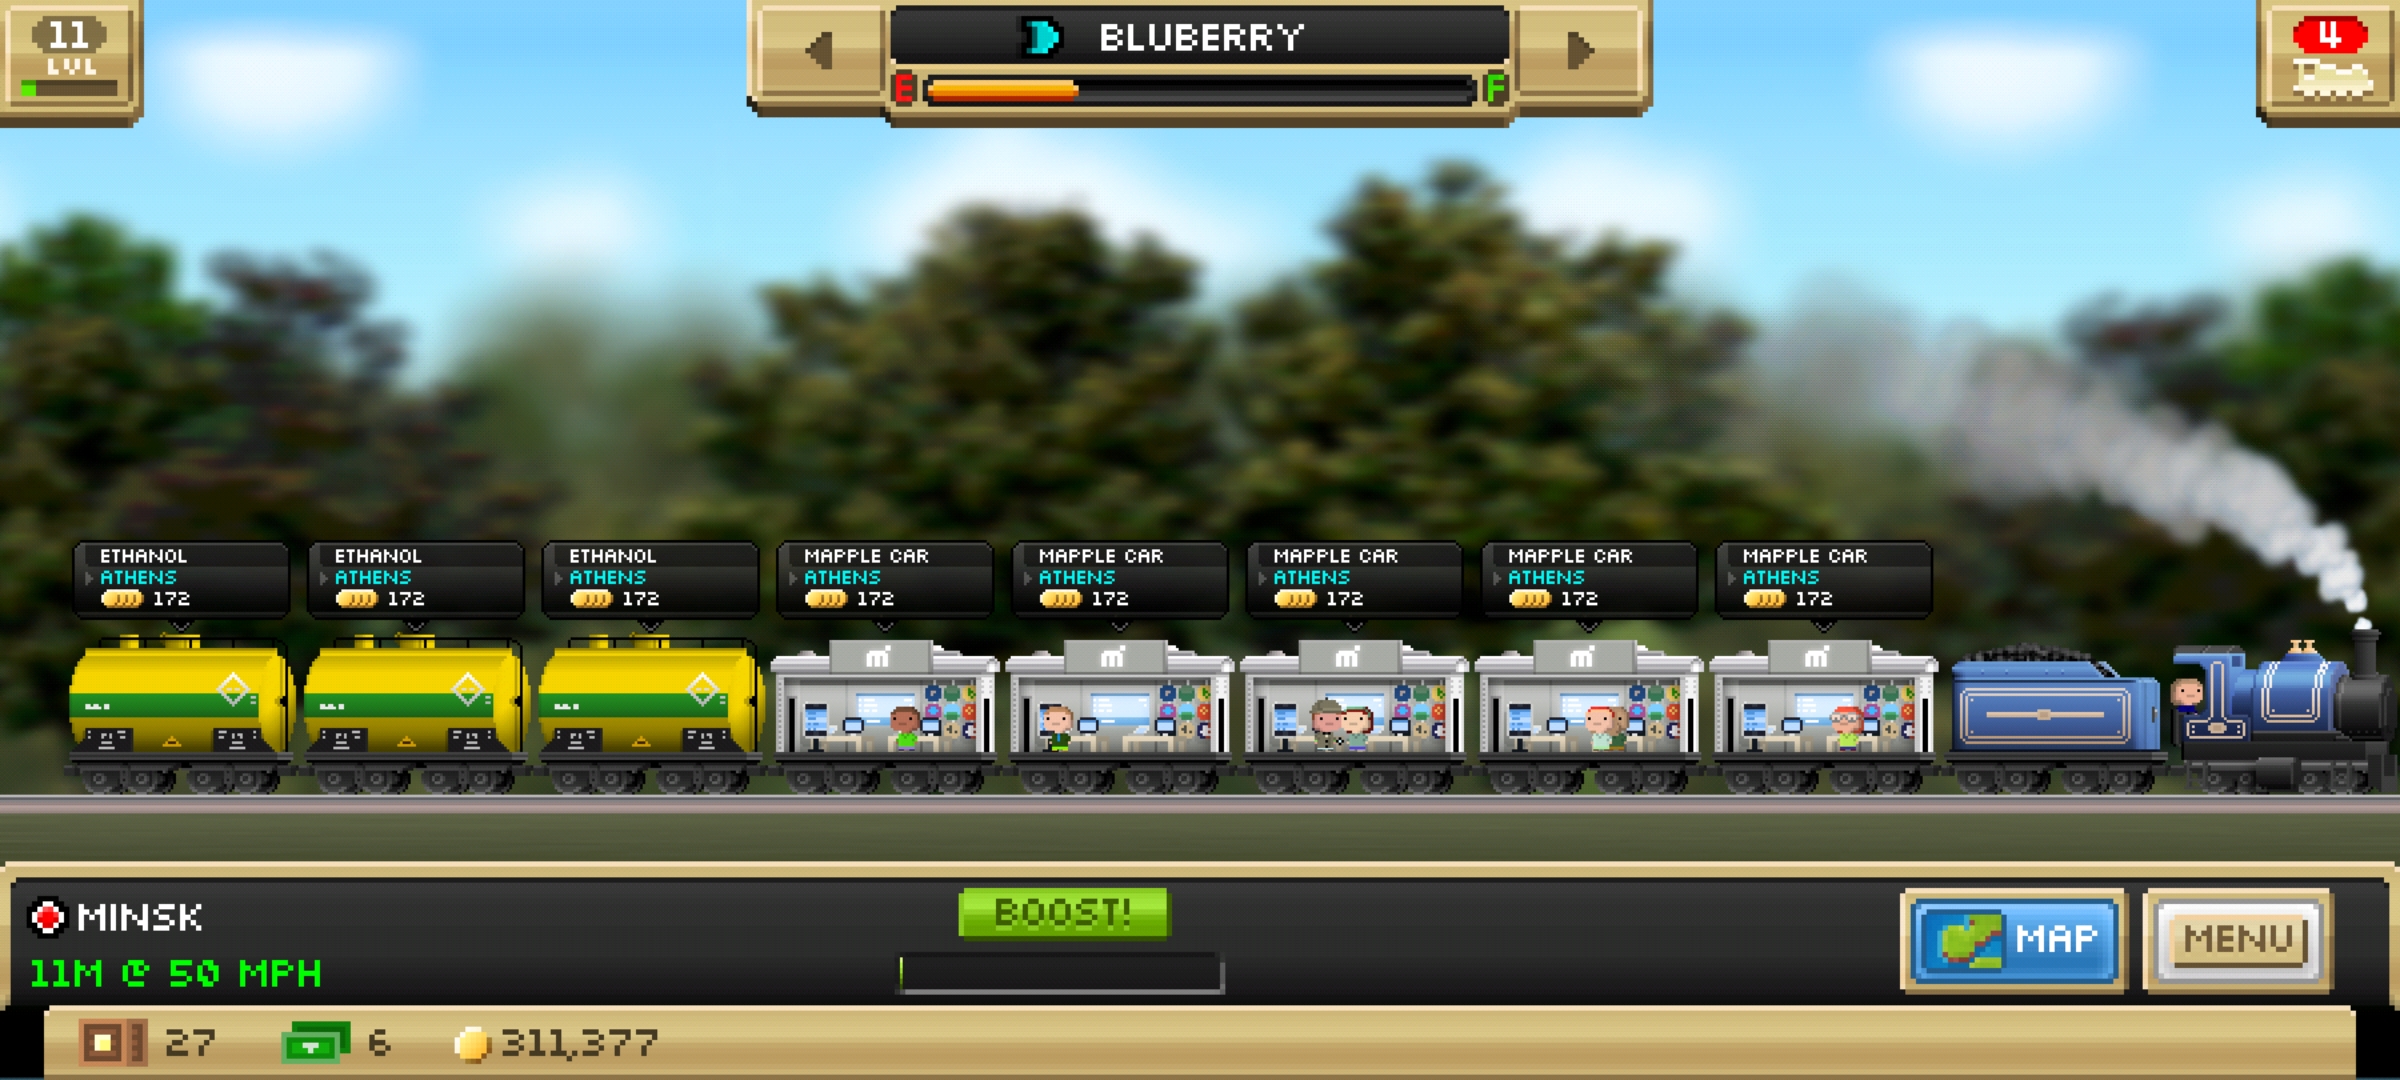 11
LVL
BLUBERRY
E F
4
ETHANOL
ATHENS
172
ETHANOL
ATHENS
172
ETHANOL
ATHENS
172
MAPPLE CAR
ATHENS
172
MAPPLE CAR
ATHENS
172
MAPPLE CAR
ATHENS
172
MAPPLE CAR
ATHENS
172
MAPPLE CAR
ATHENS
172
m
m
m
m
m
MINSK
11M @ 50 MPH
BOOST!
MAP
MENU
27
6
311,377